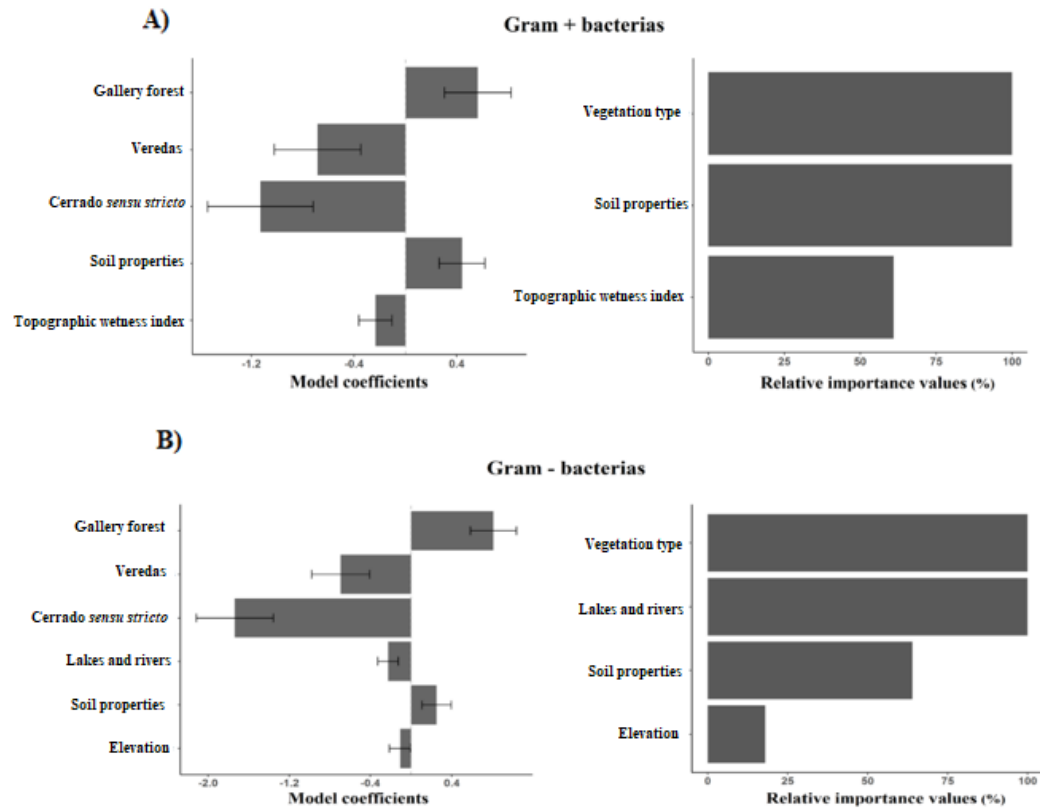 A)
Gram + bacterias
Gallery forest
Veredas
Cerrado sensu stricto
Soil properties
Topographic wetness index
-1.2 -0.4 0.4
Model coefficients
Vegetation type
Soil properties
Topographic wetness index
0 25 50 75 100
Relative importance values (%)
B)
Gram - bacterias
Gallery forest
Veredas
Cerrado sensu stricto
Lakes and rivers
Soil properties
Elevation
-2.0 -1.2 -0.4 0.4
Model coefficients
Vegetation type
Lakes and rivers
Soil properties
Elevation
0 25 50 75 100
Relative importance values (%)